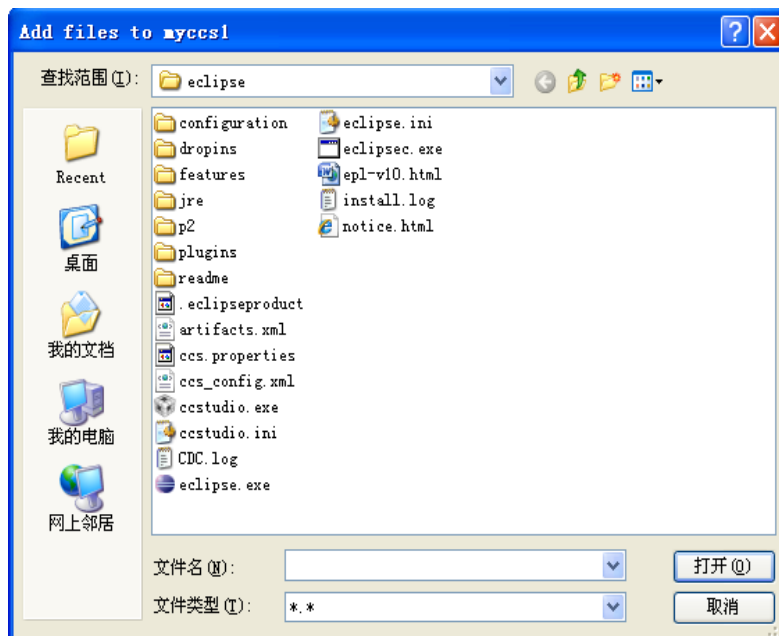 Add files to myccs1
查找范围(I):
eclipse
Recent
桌面
我的文档
我的电脑
网上邻居
configuration
dropins
features
jre
p2
plugins
readme
.eclipseproduct
artifacts.xml
ccs.properties
ccs_config.xml
ccstudio.exe
ccstudio.ini
CDC.log
eclipse.exe
eclipse.ini
eclipsec.exe
epl-v10.html
install.log
notice.html
文件名(N):
打开(O)
文件类型(T):
*.*
取消